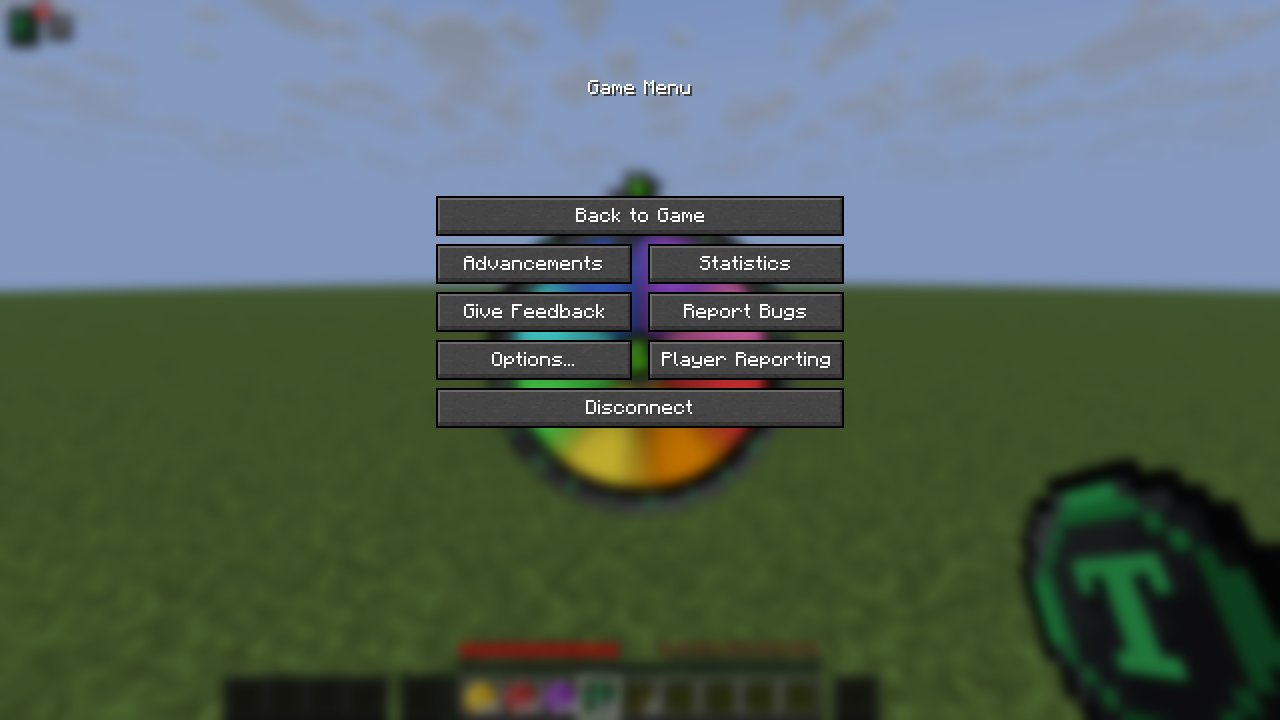 Game Menu
Back to Game
Advancements
Statistics
Give Feedback
Report Bugs
Options...
Player Reporting
Disconnect
T